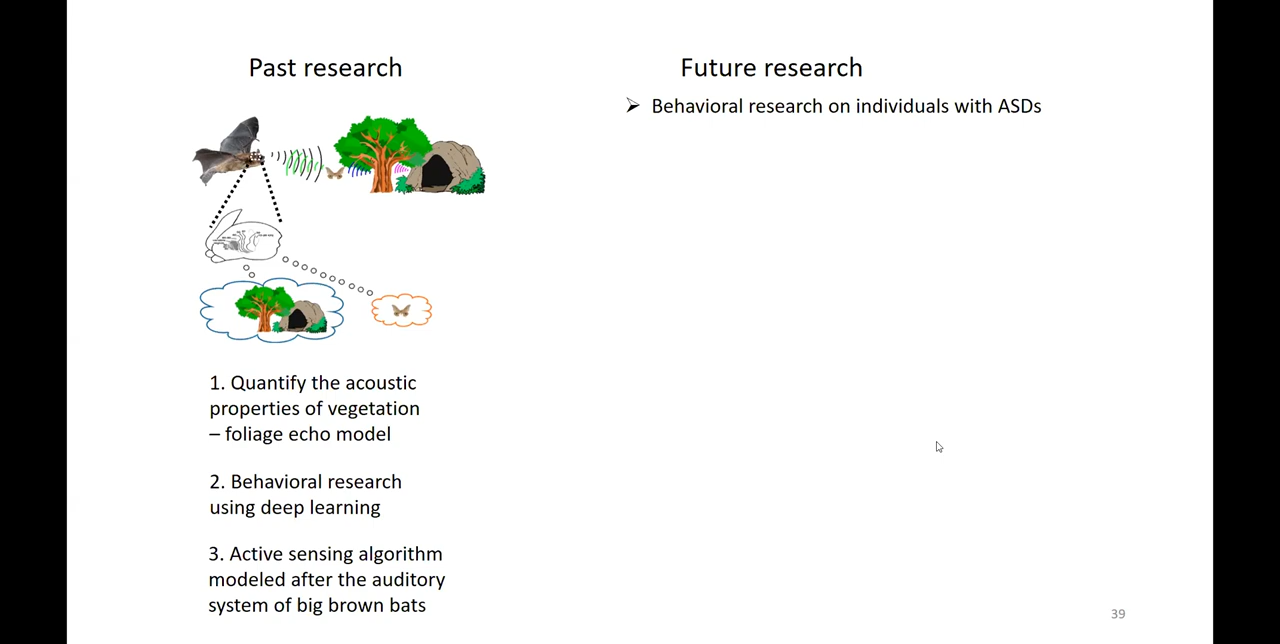 Past research
1. Quantify the acoustic
properties of vegetation
– foliage echo model
2. Behavioral research
using deep learning
3. Active sensing algorithm
modeled after the auditory
system of big brown bats
Future research
➢ Behavioral research on individuals with ASDs
39